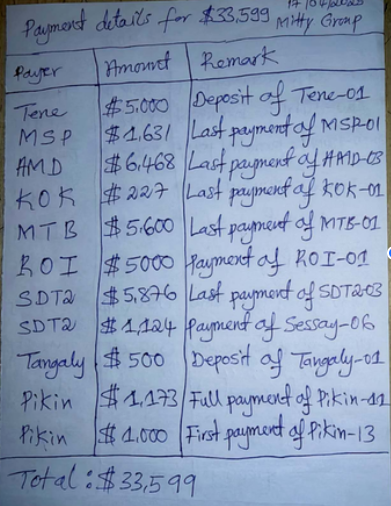 17/04/2025
Payment details for $33,599 Mitty Group
Payer Amount Remark
Tene $5,000 Deposit of Tene-01
MSP $1,631 Last payment of MSP-01
AMD $6,468 Last payment of AMD-03
KOK $227 Last payment of KOK-01
MTB $5,600 Last payment of MTB-01
ROI $5000 Payment of ROI-01
SDT2 $5,876 Last payment of SDT2-03
SDT2 $1,124 Payment of Sessay-06
Tangaly $500 Deposit of Tangaly-01
Pikin $1,173 Full payment of Pikin-11
Pikin $1,000 First payment of Pikin-13
Total: $33,599